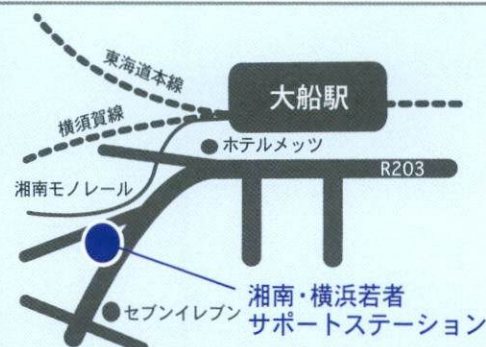 東海道本線
大船駅
横須賀線
ホテルメッツ
R203
湘南モノレール
湘南・横浜若者
サポートステーション
セブンイレブン